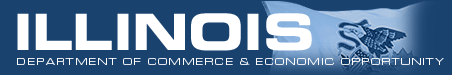 ILLINOIS
DEPARTMENT OF COMMERCE & ECONOMIC OPPORTUNITY